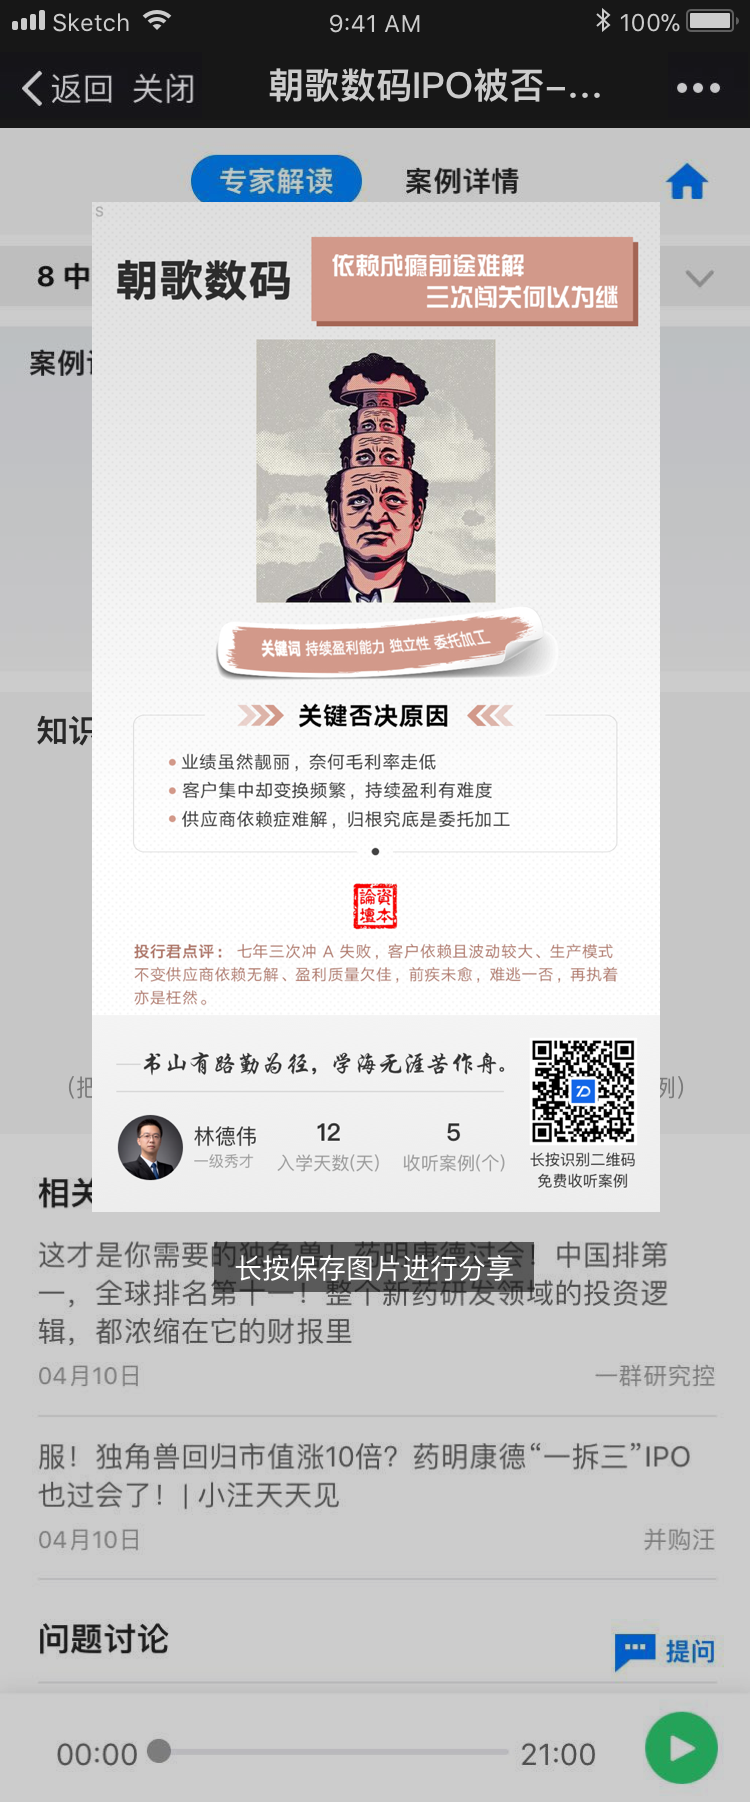 Sketch
9:41 AM
100%
返回 关闭
朝歌数码IPO被否-...
专家解读
案例详情
S
8 中
朝歌数码
依赖成瘾前途难解
三次闯关何以为继
案例
关键词 持续盈利能力 独立性 委托加工
知识
关键否决原因
业绩虽然靓丽，奈何毛利率走低
客户集中却变换频繁，持续盈利有难度
供应商依赖症难解，归根究底是委托加工
資本
論壇
投行君点评： 七年三次冲 A 失败，客户依赖且波动较大、生产模式
不变供应商依赖无解、盈利质量欠佳，前疾未愈，难逃一否，再执着
亦是枉然。
书山有路勤为径，学海无涯苦作舟。
（把
例）
林德伟
一级秀才
12
入学天数(天)
5
收听案例(个)
长按识别二维码
免费收听案例
相关
这才是你需要的独角兽！药明康德过会！中国排第
长按保存图片进行分享
一，全球排名第十一！整个新药研发领域的投资逻
辑，都浓缩在它的财报里
04月10日
一群研究控
服！独角兽回归市值涨10倍？药明康德“一拆三”IPO
也过会了！| 小汪天天见
04月10日
并购汪
问题讨论
提问
00:00
21:00